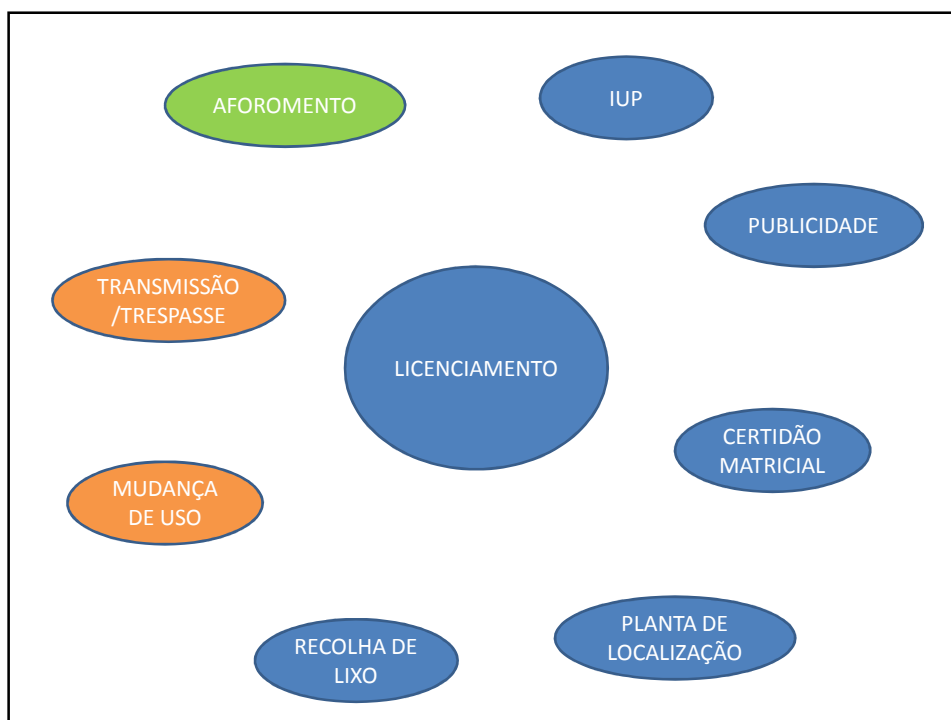 AFOROMENTO
IUP
PUBLICIDADE
TRANSMISSÃO
/TRESPASSE
LICENCIAMENTO
CERTIDÃO
MATRICIAL
MUDANÇA
DE USO
PLANTA DE
LOCALIZAÇÃO
RECOLHA DE
LIXO